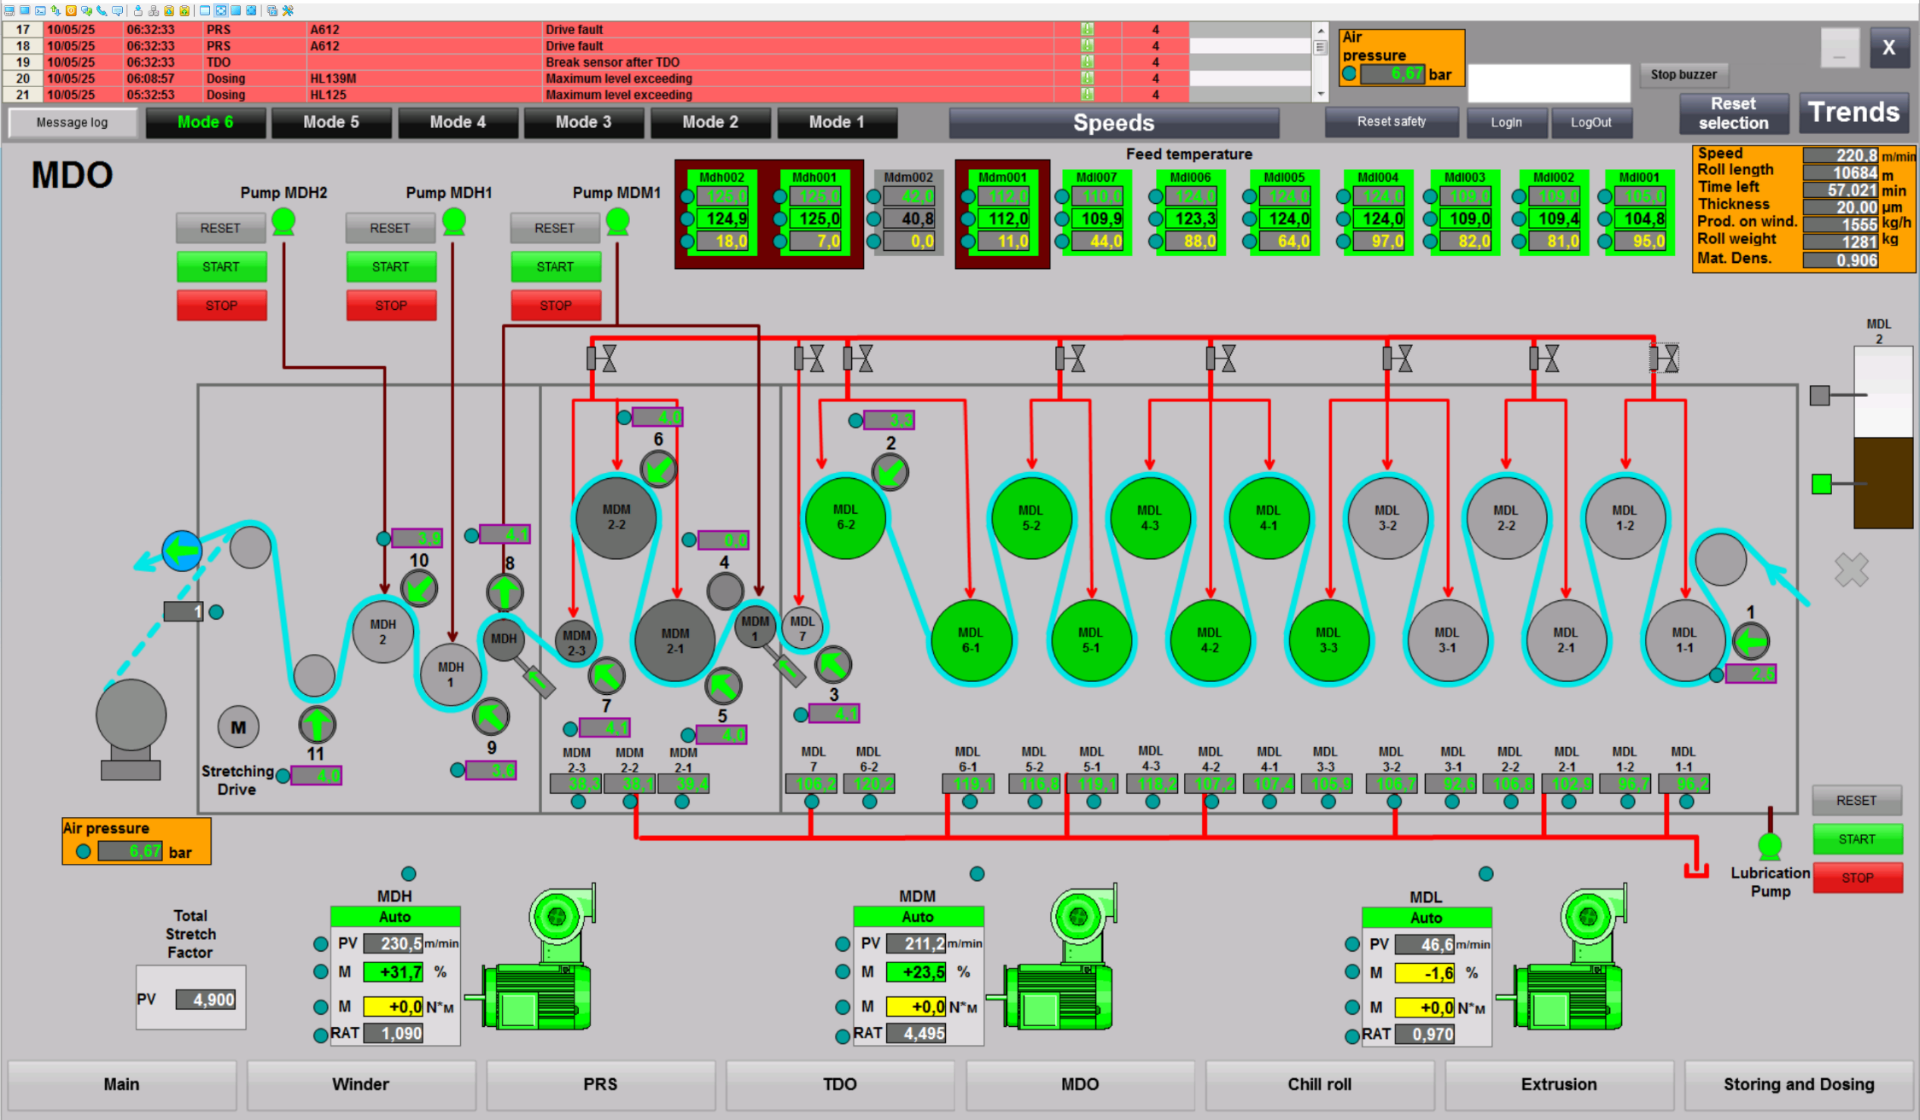 17 10/05/25 06:32:33 PRS A612 Drive fault 4
18 10/05/25 06:32:33 PRS A612 Drive fault 4
19 10/05/25 06:32:33 TDO Break sensor after TDO 4
20 10/05/25 06:08:57 Dosing HL139M Maximum level exceeding 4
21 10/05/25 05:32:53 Dosing HL125 Maximum level exceeding 4
Air
pressure
6,67 bar
Stop buzzer
X
Message log Mode 6 Mode 5 Mode 4 Mode 3 Mode 2 Mode 1 Speeds Reset safety LogIn LogOut
Reset
selection
Trends
MDO
Pump MDH2 Pump MDH1 Pump MDM1
RESET RESET RESET
START START START
STOP STOP STOP
Feed temperature
Mdh002 Mdh001 Mdm002 Mdm001 Mdl007 Mdl006 Mdl005 Mdl004 Mdl003 Mdl002 Mdl001
125,0 125,0 42,0 112,0 110,0 124,0 124,0 124,0 109,0 109,0 105,0
124,9 125,0 40,8 112,0 109,9 123,3 124,0 124,0 109,0 109,4 104,8
18,0 7,0 0,0 11,0 44,0 88,0 64,0 97,0 82,0 81,0 95,0
Speed 220.8 m/min
Roll length 10684 m
Time left 57.021 min
Thickness 20.00 µm
Prod. on wind. 1555 kg/h
Roll weight 1281 kg
Mat. Dens. 0,906
MDL
2
4,0
6
3,3
2
MDM
2-2
MDL
6-2
MDL
5-2
MDL
4-3
MDL
4-1
MDL
3-2
MDL
2-2
MDL
1-2
3,9
10
4,1
8
0,0
4
1
MDH
2
MDH
1
MDH
MDM
2-3
MDM
2-1
MDM
1
MDL
7
MDL
6-1
MDL
5-1
MDL
4-2
MDL
3-3
MDL
3-1
MDL
2-1
MDL
1-1
1
2,5
M
11
4,0
9
3,6
7
4,1
5
4,0
3
4,1
Stretching
Drive
MDM MDM MDM MDL MDL MDL MDL MDL MDL MDL MDL MDL MDL MDL MDL MDL MDL MDL
2-3 2-2 2-1 7 6-2 6-1 5-2 5-1 4-3 4-2 4-1 3-3 3-2 3-1 2-2 2-1 1-2 1-1
38,3 38,1 39,4 106,2 120,2 119,1 116,8 119,1 118,2 107,2 107,4 105,9 106,7 92,6 106,8 102,9 96,7 96,2
Air pressure
6,67 bar
RESET
START
STOP
Lubrication
Pump
Total
Stretch
Factor
PV 4,900
MDH
Auto
PV 230,5 m/min
M +31,7 %
M +0,0 N*M
RAT 1,090
MDM
Auto
PV 211,2 m/min
M +23,5 %
M +0,0 N*M
RAT 4,495
MDL
Auto
PV 46,6 m/min
M -1,6 %
M +0,0 N*M
RAT 0,970
Main Winder PRS TDO MDO Chill roll Extrusion Storing and Dosing